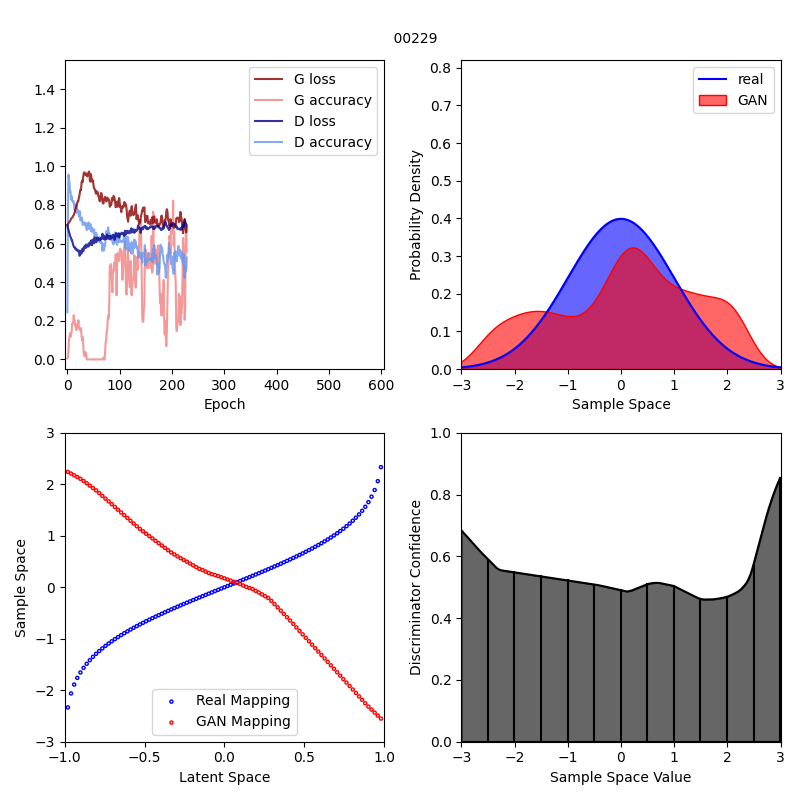 00229
G loss
G accuracy
D loss
D accuracy
1.4
1.2
1.0
0.8
0.6
0.4
0.2
0.0
0 100 200 300 400 500 600
Epoch
real
GAN
Probability Density
0.8
0.7
0.6
0.5
0.4
0.3
0.2
0.1
0.0
−3 −2 −1 0 1 2 3
Sample Space
Sample Space
3
2
1
0
−1
−2
−3
Real Mapping
GAN Mapping
−1.0 −0.5 0.0 0.5 1.0
Latent Space
Discriminator Confidence
1.0
0.8
0.6
0.4
0.2
0.0
−3 −2 −1 0 1 2 3
Sample Space Value